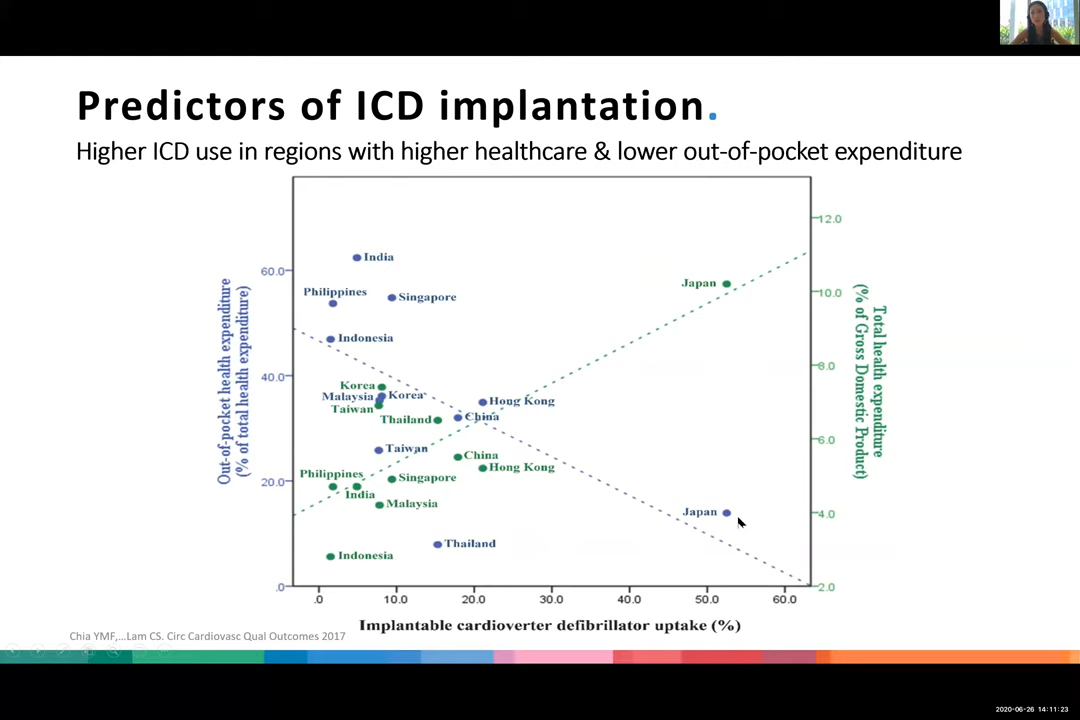 Predictors of ICD implantation.
Higher ICD use in regions with higher healthcare & lower out-of-pocket expenditure
Out-of-pocket health expenditure
(% of total health expenditure)
60.0
40.0
20.0
.0
India
Philippines
Singapore
Indonesia
Korea
Malaysia
Korea
Taiwan
Thailand
Hong Kong
China
Taiwan
China
Hong Kong
Philippines
India
Singapore
Malaysia
Indonesia
Thailand
Japan
Japan
12.0
10.0
8.0
6.0
4.0
2.0
Total health expenditure
(% of Gross Domestic Product)
.0 10.0 20.0 30.0 40.0 50.0 60.0
Implantable cardioverter defibrillator uptake (%)
Chia YMF,...Lam CS. Circ Cardiovasc Qual Outcomes 2017
2020-06-26 14:11:23